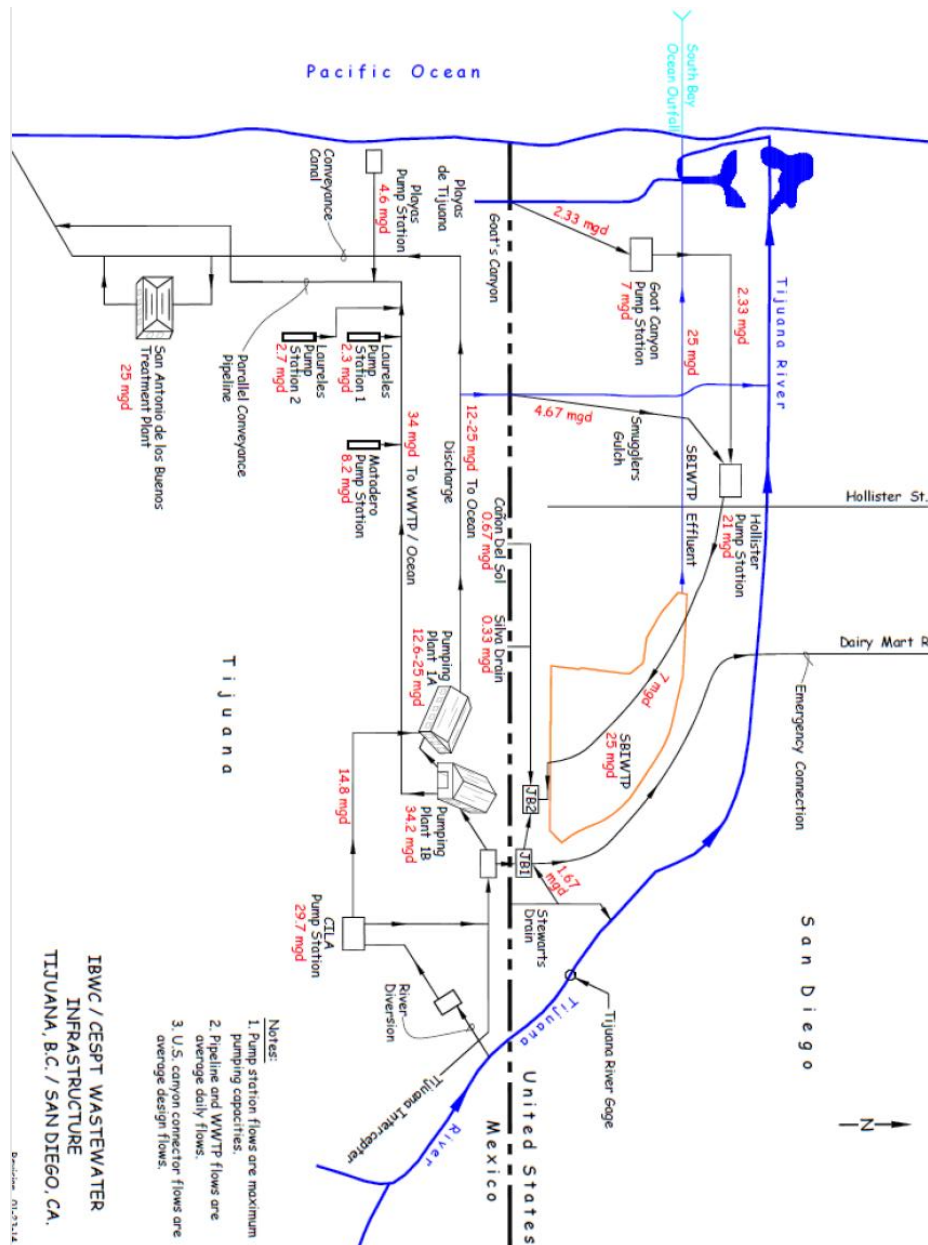 Pacific Ocean
South Bay
Ocean Outfall
Playas
de Tijuana
Goat's Canyon
Playas
Pump Station
4.6 mgd
Conveyance
Canal
2.33 mgd
Goat Canyon
Pump Station
7 mgd
2.33 mgd
25 mgd
Tijuana River
San Antonio de los Buenos
Treatment Plant
25 mgd
Parallel Conveyance
Pipeline
Laureles
Pump
Station 2
2.7 mgd
Laureles
Pump
Station 1
2.3 mgd
Matadero
Pump Station
8.2 mgd
34 mgd To WWTP / Ocean
Discharge
12-25 mgd To Ocean
4.67 mgd
Smugglers
Gulch
SBIWTP Effluent
Hollister St.
Hollister
Pump Station
21 mgd
Cañon Del Sol
0.67 mgd
Silva Drain
0.33 mgd
Dairy Mart R
Emergency Connection
7 mgd
SBIWTP
25 mgd
Tijuana
Pumping
Plant 1A
12.6-25 mgd
Pumping
Plant 1B
34.2 mgd
14.8 mgd
JB2
JB1
1.67
mgd
Stewarts
Drain
CILA
Pump Station
29.7 mgd
River
Diversion
Tijuana Intercepter
Tijuana River
Tijuana River Gage
San Diego
United States
Mexico
N
Notes:
1. Pump station flows are maximum
pumping capacities.
2. Pipeline and WWTP flows are
average daily flows.
3. U.S. canyon connector flows are
average design flows.
IBWC / CESPT WASTEWATER
INFRASTRUCTURE
TIJUANA, B.C. / SAN DIEGO, CA.